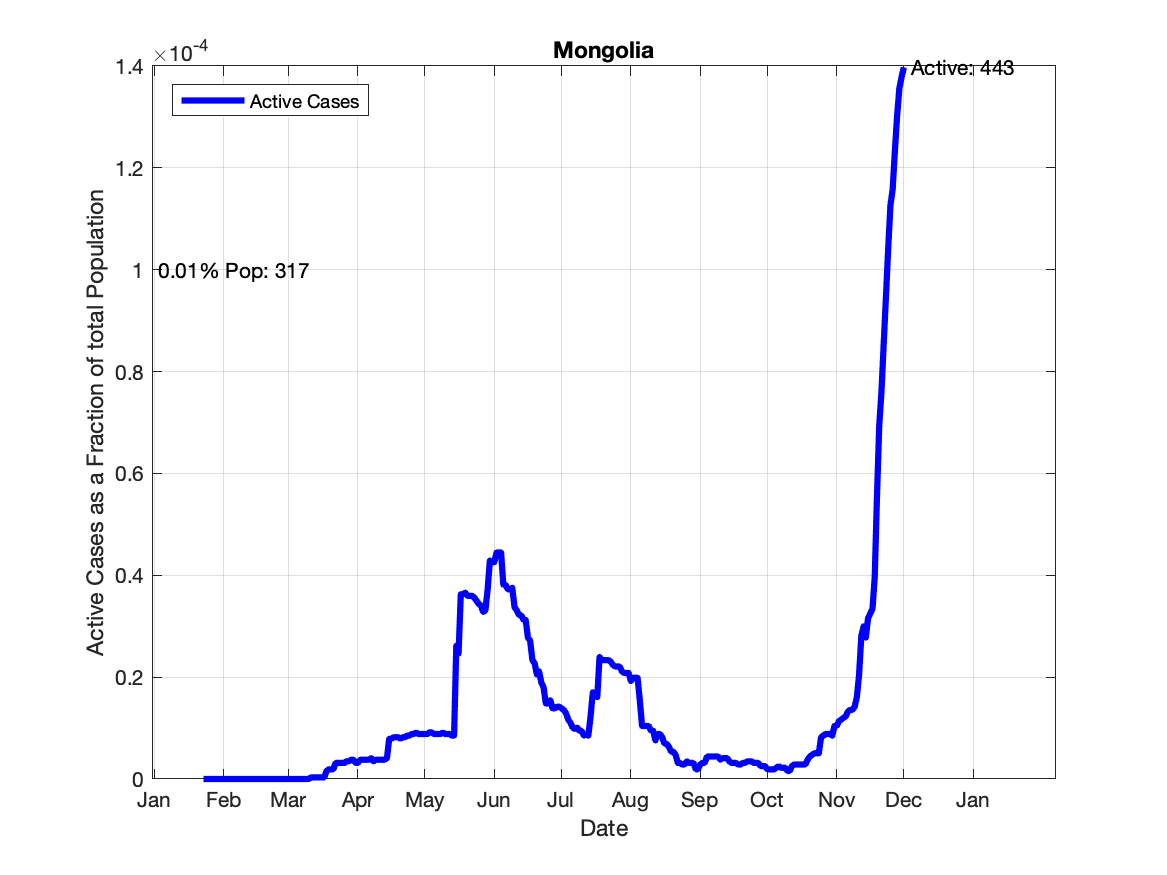 Mongolia
×10-4
Active: 443
Active Cases
0.01% Pop: 317
Active Cases as a Fraction of total Population
1.4
1.2
1
0.8
0.6
0.4
0.2
0
Jan Feb Mar Apr May Jun Jul Aug Sep Oct Nov Dec Jan
Date